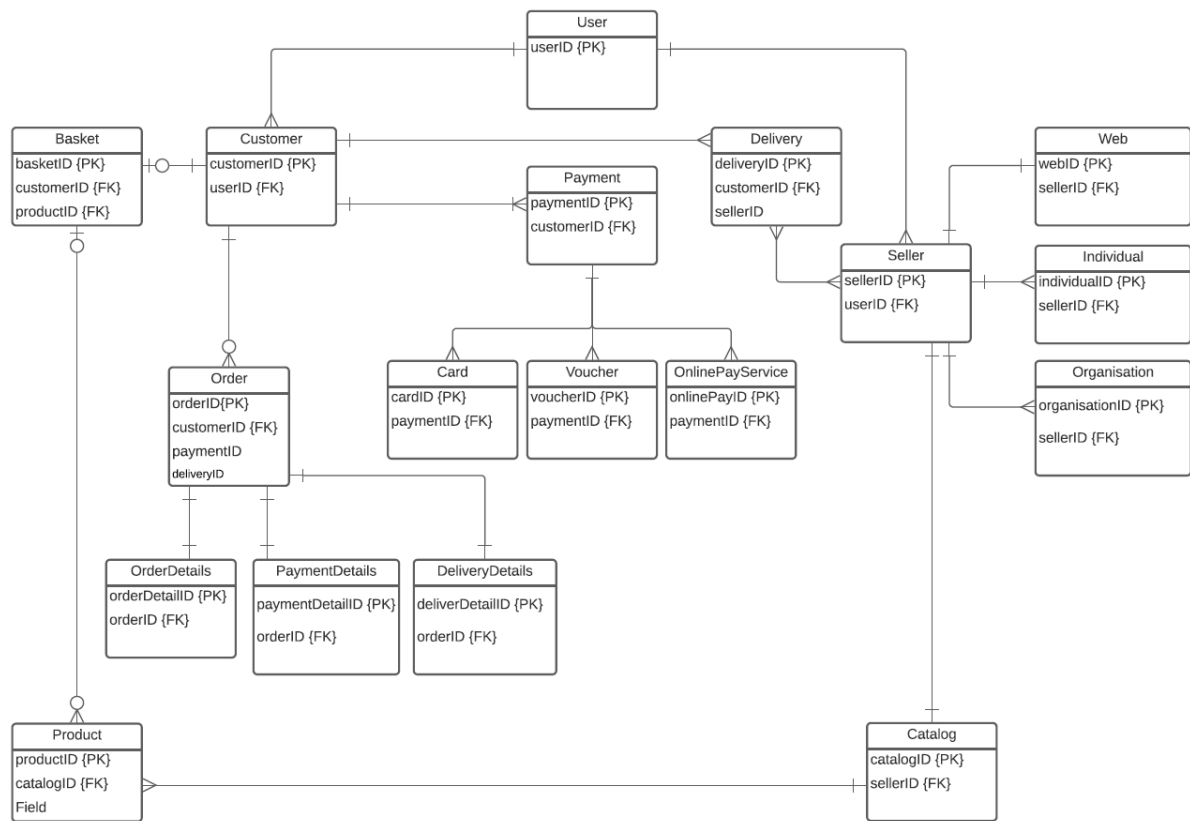 User
userID {PK}
Basket
basketID {PK}
customerID {FK}
productID {FK}
Customer
customerID {PK}
userID {FK}
Payment
paymentID {PK}
customerID {FK}
Delivery
deliveryID {PK}
customerID {FK}
sellerID
Seller
sellerID {PK}
userID {FK}
Web
webID {PK}
sellerID {FK}
Individual
individualID {PK}
sellerID {FK}
Organisation
organisationID {PK}
sellerID {FK}
Order
orderID{PK}
customerID {FK}
paymentID
deliveryID
Card
cardID {PK}
paymentID {FK}
Voucher
voucherID {PK}
paymentID {FK}
OnlinePayService
onlinePayID {PK}
paymentID {FK}
OrderDetails
orderDetailID {PK}
orderID {FK}
PaymentDetails
paymentDetailID {PK}
orderID {FK}
DeliveryDetails
deliverDetailID {PK}
orderID {FK}
Product
productID {PK}
catalogID {FK}
Field
Catalog
catalogID {PK}
sellerID {FK}